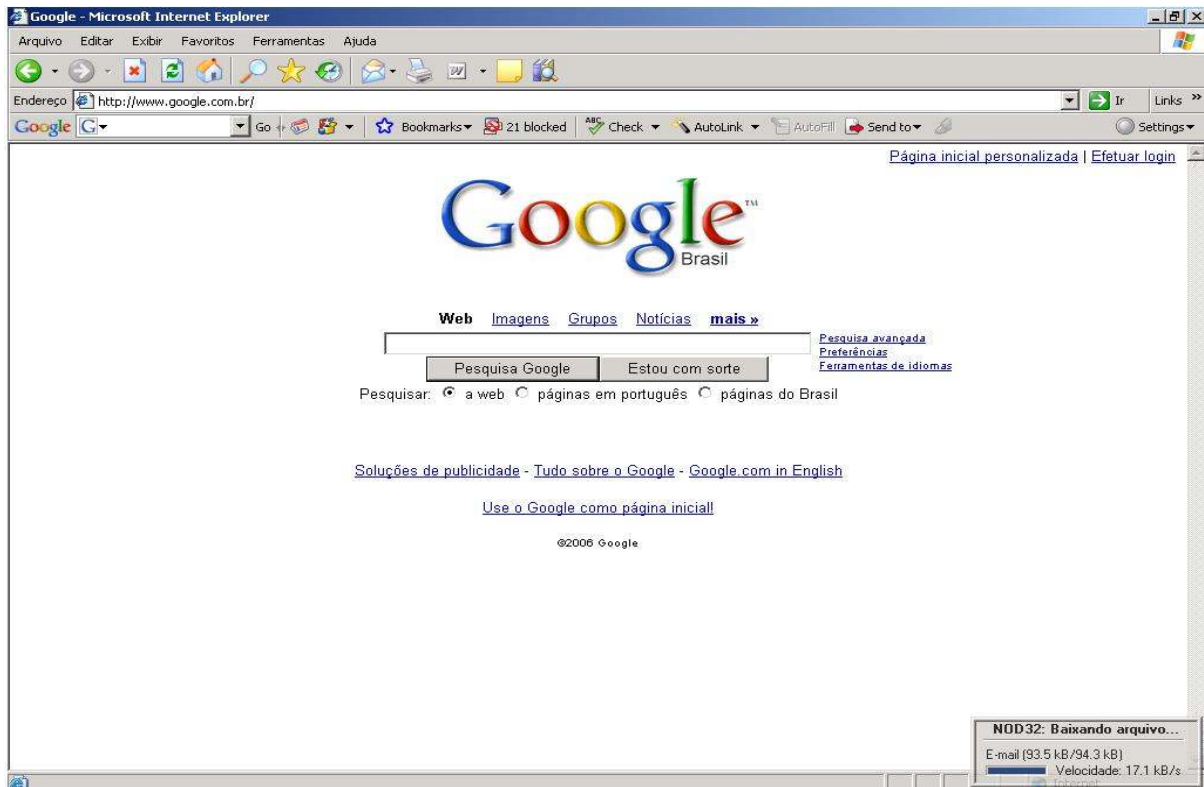 Google - Microsoft Internet Explorer
Arquivo Editar Exibir Favoritos Ferramentas Ajuda
Endereço http://www.google.com.br/ Ir Links »
Google G Go Bookmarks 21 blocked ABC Check AutoLink AutoFill Send to Settings
Página inicial personalizada | Efetuar login
Google™
Brasil
Web Imagens Grupos Notícias mais »
Pesquisa avançada
Preferências
Ferramentas de idiomas
Pesquisa Google Estou com sorte
Pesquisar: a web páginas em português páginas do Brasil
Soluções de publicidade - Tudo sobre o Google - Google.com in English
Use o Google como página inicial!
©2006 Google
NOD32: Baixando arquivo...
E-mail (93.5 kB/94.3 kB)
Velocidade: 17.1 kB/s
Internet